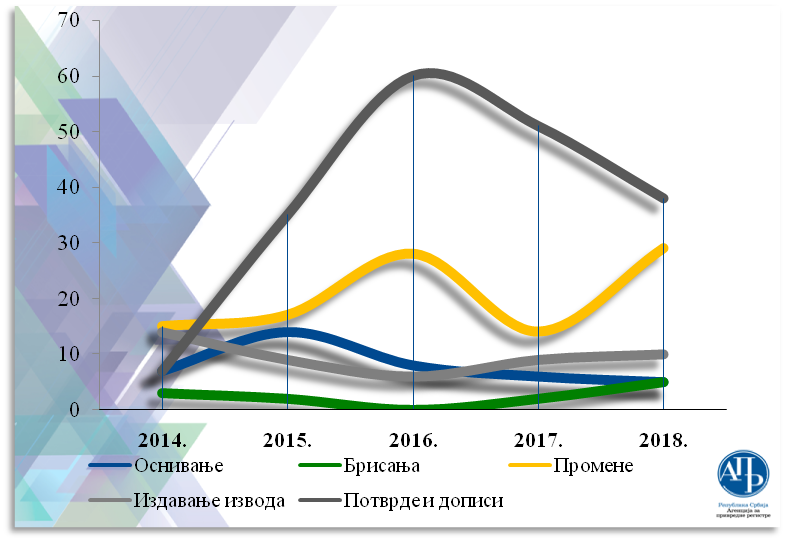 70
60
50
40
30
20
10
0
2014. 2015. 2016. 2017. 2018.
Оснивање Брисања Промене
Издавање извода Потврде и дописи
АПР
Република Србија
Агенција за
привредне регистре